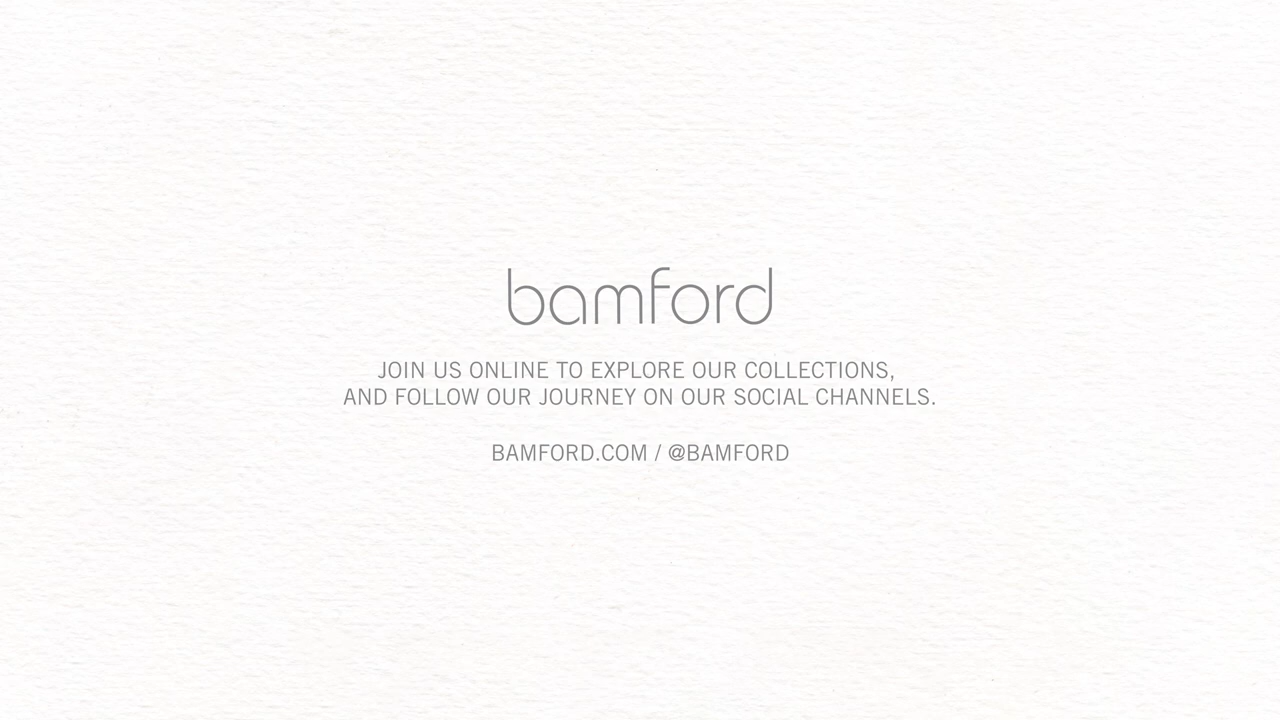 bamford
JOIN US ONLINE TO EXPLORE OUR COLLECTIONS,
AND FOLLOW OUR JOURNEY ON OUR SOCIAL CHANNELS.
BAMFORD.COM / @BAMFORD